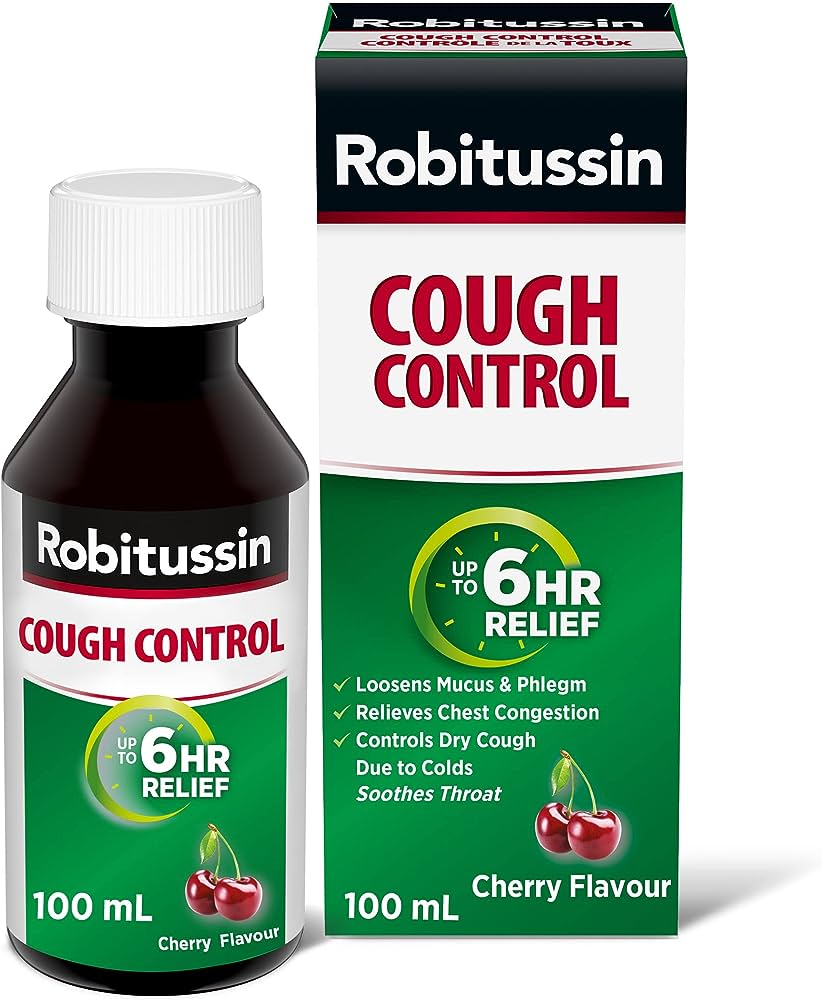 COUGH CONTROL
CONTRÔLE DE LA TOUX
Robitussin
COUGH
CONTROL
UP TO 6HR
RELIEF
✓ Loosens Mucus & Phlegm
✓ Relieves Chest Congestion
✓ Controls Dry Cough
Due to Colds
Soothes Throat
Cherry Flavour
100 mL
Robitussin
COUGH CONTROL
UP TO 6HR
RELIEF
100 mL
Cherry Flavour